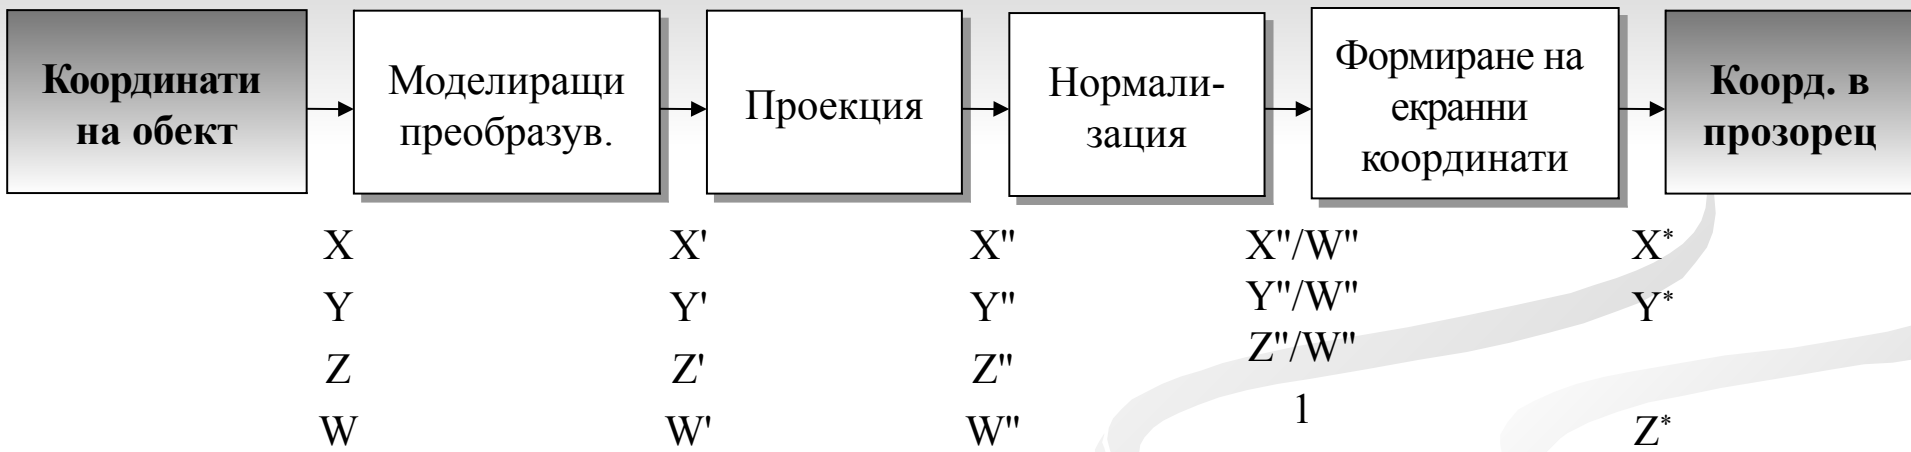 Координати
на обект
Моделиращи
преобразув.
Проекция
Нормали-
зация
Формиране на
екранни
координати
Коорд. в
прозорец
X X' X" X"/W" X*
Y Y' Y" Y"/W" Y*
Z Z' Z" Z"/W"
W W' W" 1 Z*